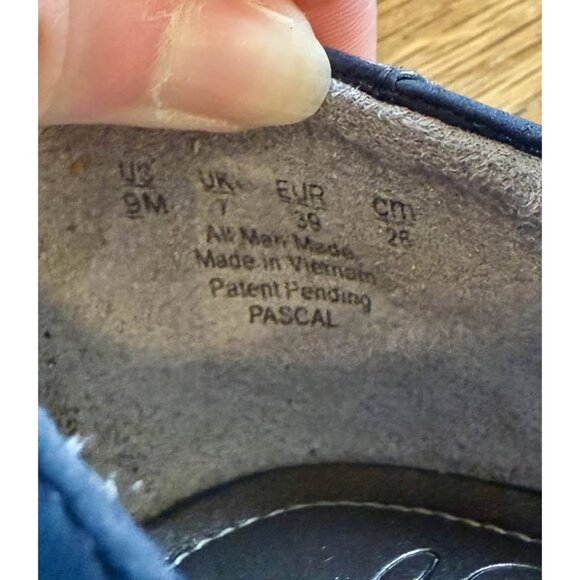 US UK EUR cm
9M 7 39 26
All Man Made
Made in Vietnam
Patent Pending
PASCAL